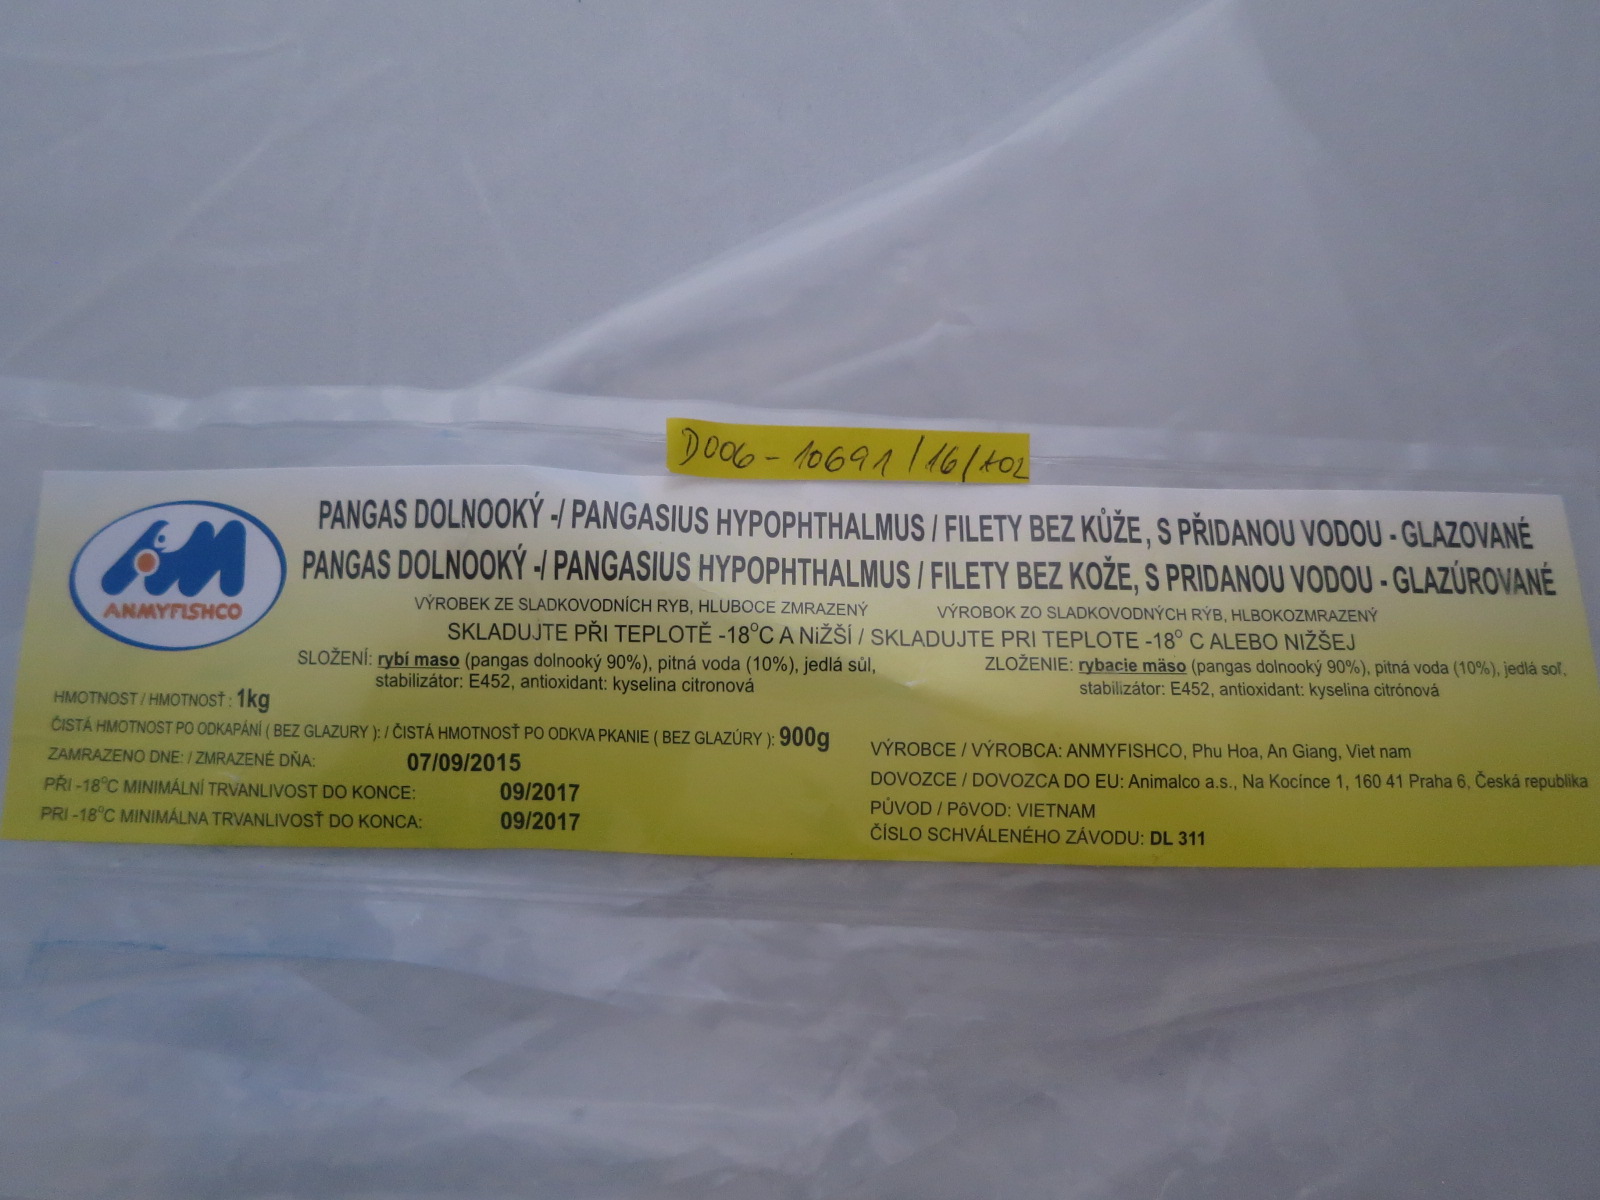 D006-10691/16/A02
PANGAS DOLNOOKÝ -/ PANGASIUS HYPOPHTHALMUS / FILETY BEZ KŮŽE, S PŘIDANOU VODOU - GLAZOVANÉ
PANGAS DOLNOOKÝ -/ PANGASIUS HYPOPHTHALMUS / FILETY BEZ KOŽE, S PRIDANOU VODOU - GLAZÚROVANÉ
ANMYFISHCO
VÝROBEK ZE SLADKOVODNÍCH RYB, HLUBOCE ZMRAZENÝ VÝROBOK ZO SLADKOVODNÝCH RÝB, HLBOKOZMRAZENÝ
SKLADUJTE PŘI TEPLOTĚ -18°C A NiŽŠÍ / SKLADUJTE PRI TEPLOTE -18° C ALEBO NIŽŠEJ
SLOŽENÍ: rybí maso (pangas dolnooký 90%), pitná voda (10%), jedlá sůl,
stabilizátor: E452, antioxidant: kyselina citronová
ZLOŽENIE: rybacie mäso (pangas dolnooký 90%), pitná voda (10%), jedlá soľ,
stabilizátor: E452, antioxidant: kyselina citrónová
HMOTNOST / HMOTNOSŤ : 1kg
ČISTÁ HMOTNOST PO ODKAPÁNÍ ( BEZ GLAZURY ): / ČISTÁ HMOTNOSŤ PO ODKVA PKANIE ( BEZ GLAZÚRY ): 900g
ZAMRAZENO DNE: / ZMRAZENÉ DŇA: 07/09/2015
PŘI -18°C MINIMÁLNÍ TRVANLIVOST DO KONCE: 09/2017
PRI -18°C MINIMÁLNA TRVANLIVOSŤ DO KONCA: 09/2017
VÝROBCE / VÝROBCA: ANMYFISHCO, Phu Hoa, An Giang, Viet nam
DOVOZCE / DOVOZCA DO EU: Animalco a.s., Na Kocínce 1, 160 41 Praha 6, Česká republika
PŮVOD / PôVOD: VIETNAM
ČÍSLO SCHVÁLENÉHO ZÁVODU: DL 311